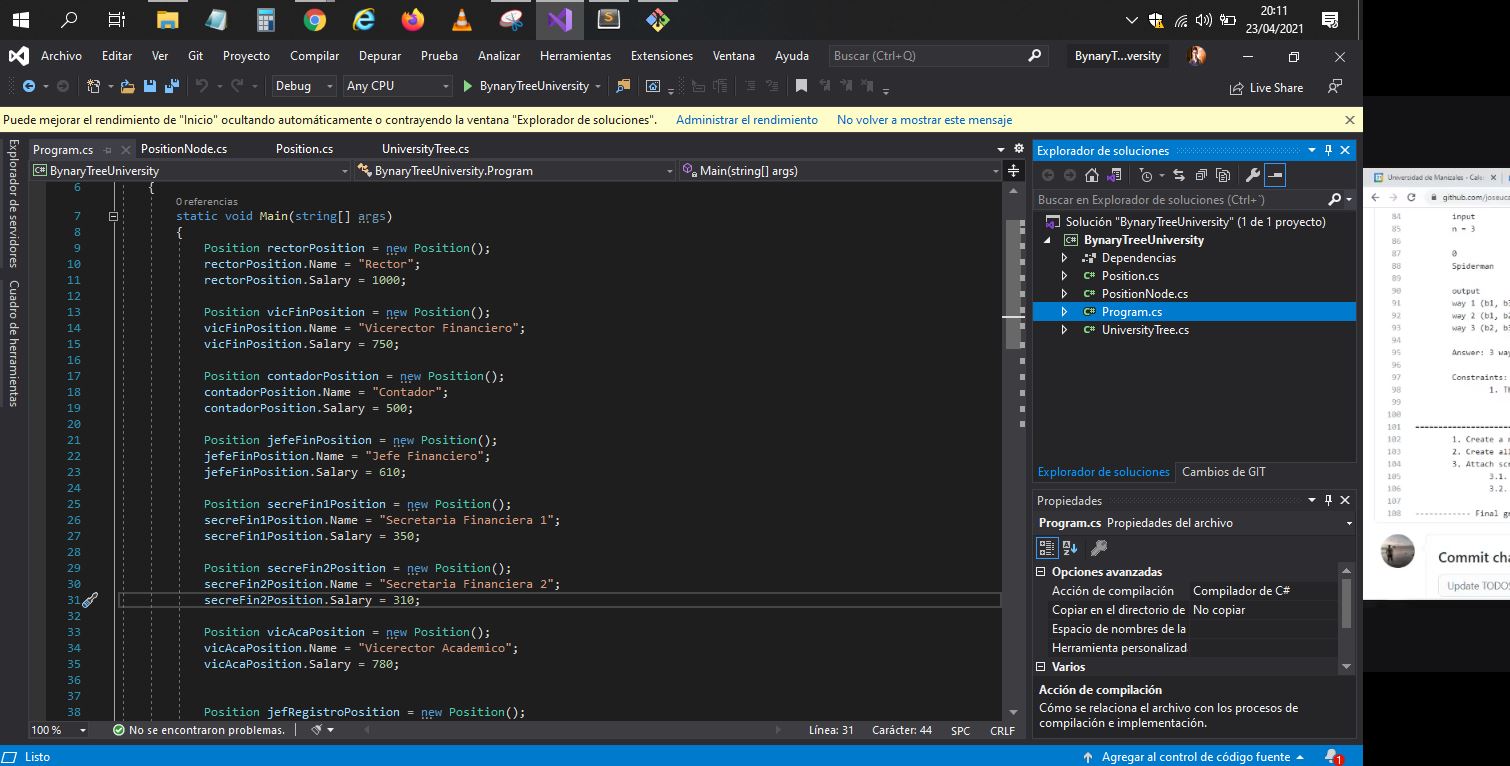 20:11
23/04/2021
Archivo Editar Ver Git Proyecto Compilar Depurar Prueba Analizar Herramientas Extensiones Ventana Ayuda Buscar (Ctrl+Q) BynaryT...versity
Debug Any CPU BynaryTreeUniversity Live Share
Puede mejorar el rendimiento de "Inicio" ocultando automáticamente o contrayendo la ventana "Explorador de soluciones". Administrar el rendimiento No volver a mostrar este mensaje
Explorador de servidores
Cuadro de herramientas
Program.cs PositionNode.cs Position.cs UniversityTree.cs
BynaryTreeUniversity BynaryTreeUniversity.Program Main(string[] args)
6 {
0 referencias
7 static void Main(string[] args)
8 {
9 Position rectorPosition = new Position();
10 rectorPosition.Name = "Rector";
11 rectorPosition.Salary = 1000;
12
13 Position vicFinPosition = new Position();
14 vicFinPosition.Name = "Vicerector Financiero";
15 vicFinPosition.Salary = 750;
16
17 Position contadorPosition = new Position();
18 contadorPosition.Name = "Contador";
19 contadorPosition.Salary = 500;
20
21 Position jefeFinPosition = new Position();
22 jefeFinPosition.Name = "Jefe Financiero";
23 jefeFinPosition.Salary = 610;
24
25 Position secreFin1Position = new Position();
26 secreFin1Position.Name = "Secretaria Financiera 1";
27 secreFin1Position.Salary = 350;
28
29 Position secreFin2Position = new Position();
30 secreFin2Position.Name = "Secretaria Financiera 2";
31 secreFin2Position.Salary = 310;
32
33 Position vicAcaPosition = new Position();
34 vicAcaPosition.Name = "Vicerector Academico";
35 vicAcaPosition.Salary = 780;
36
37
38 Position jefRegistroPosition = new Position();
100 % No se encontraron problemas. Línea: 31 Carácter: 44 SPC CRLF
Listo Agregar al control de código fuente 1
Explorador de soluciones
Buscar en Explorador de soluciones (Ctrl+`)
Solución "BynaryTreeUniversity" (1 de 1 proyecto)
BynaryTreeUniversity
Dependencias
C# Position.cs
C# PositionNode.cs
C# Program.cs
C# UniversityTree.cs
Explorador de soluciones Cambios de GIT
Propiedades
Program.cs Propiedades del archivo
Opciones avanzadas
Acción de compilación Compilador de C#
Copiar en el directorio de No copiar
Espacio de nombres de la
Herramienta personalizad
Varios
Acción de compilación
Cómo se relaciona el archivo con los procesos de
compilación e implementación.
Universidad de Manizales - Cale
github.com/joseuca
84 input
85 n = 3
86
87 0
88 Spiderman
89
90 output
91 way 1 (b1, b
92 way 2 (b1, b2
93 way 3 (b2, b3
94
95 Answer: 3 way
96
97 Constraints:
98 1. Th
99
100
101 ----------------------
102 1. Create a
103 2. Create all
104 3. Attach scr
105 3.1.
106 3.2.
107
108 ------------ Final gr
Commit cha
Update TODOS